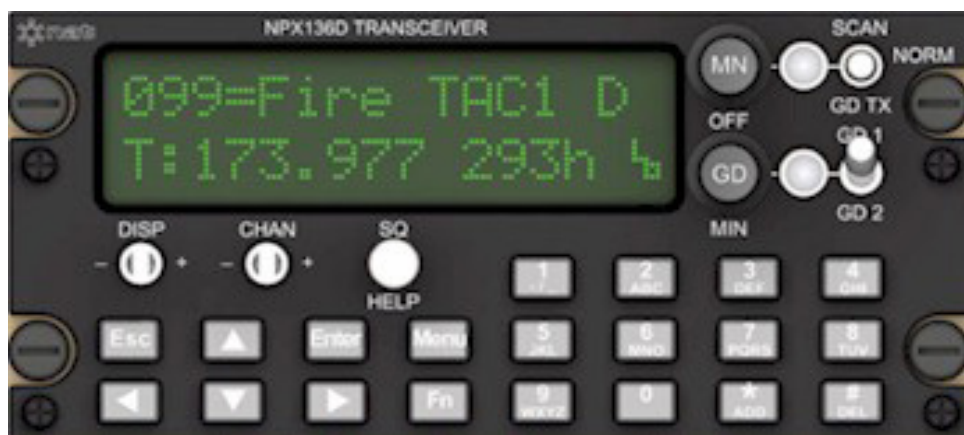 nat
NPX136D TRANSCEIVER
SCAN
MN
NORM
099=Fire TAC1 D
OFF
GD TX
GD 1
T:173.977 293h
GD
GD 2
MIN
DISP
CHAN
SQ
- +
- +
HELP
1
2 ABC
3 DEF
4 GHI
Esc
Enter
Menu
5 JKL
6 MNO
7 PQRS
8 TUV
Fn
9 WXYZ
0
* ADD
# DEL